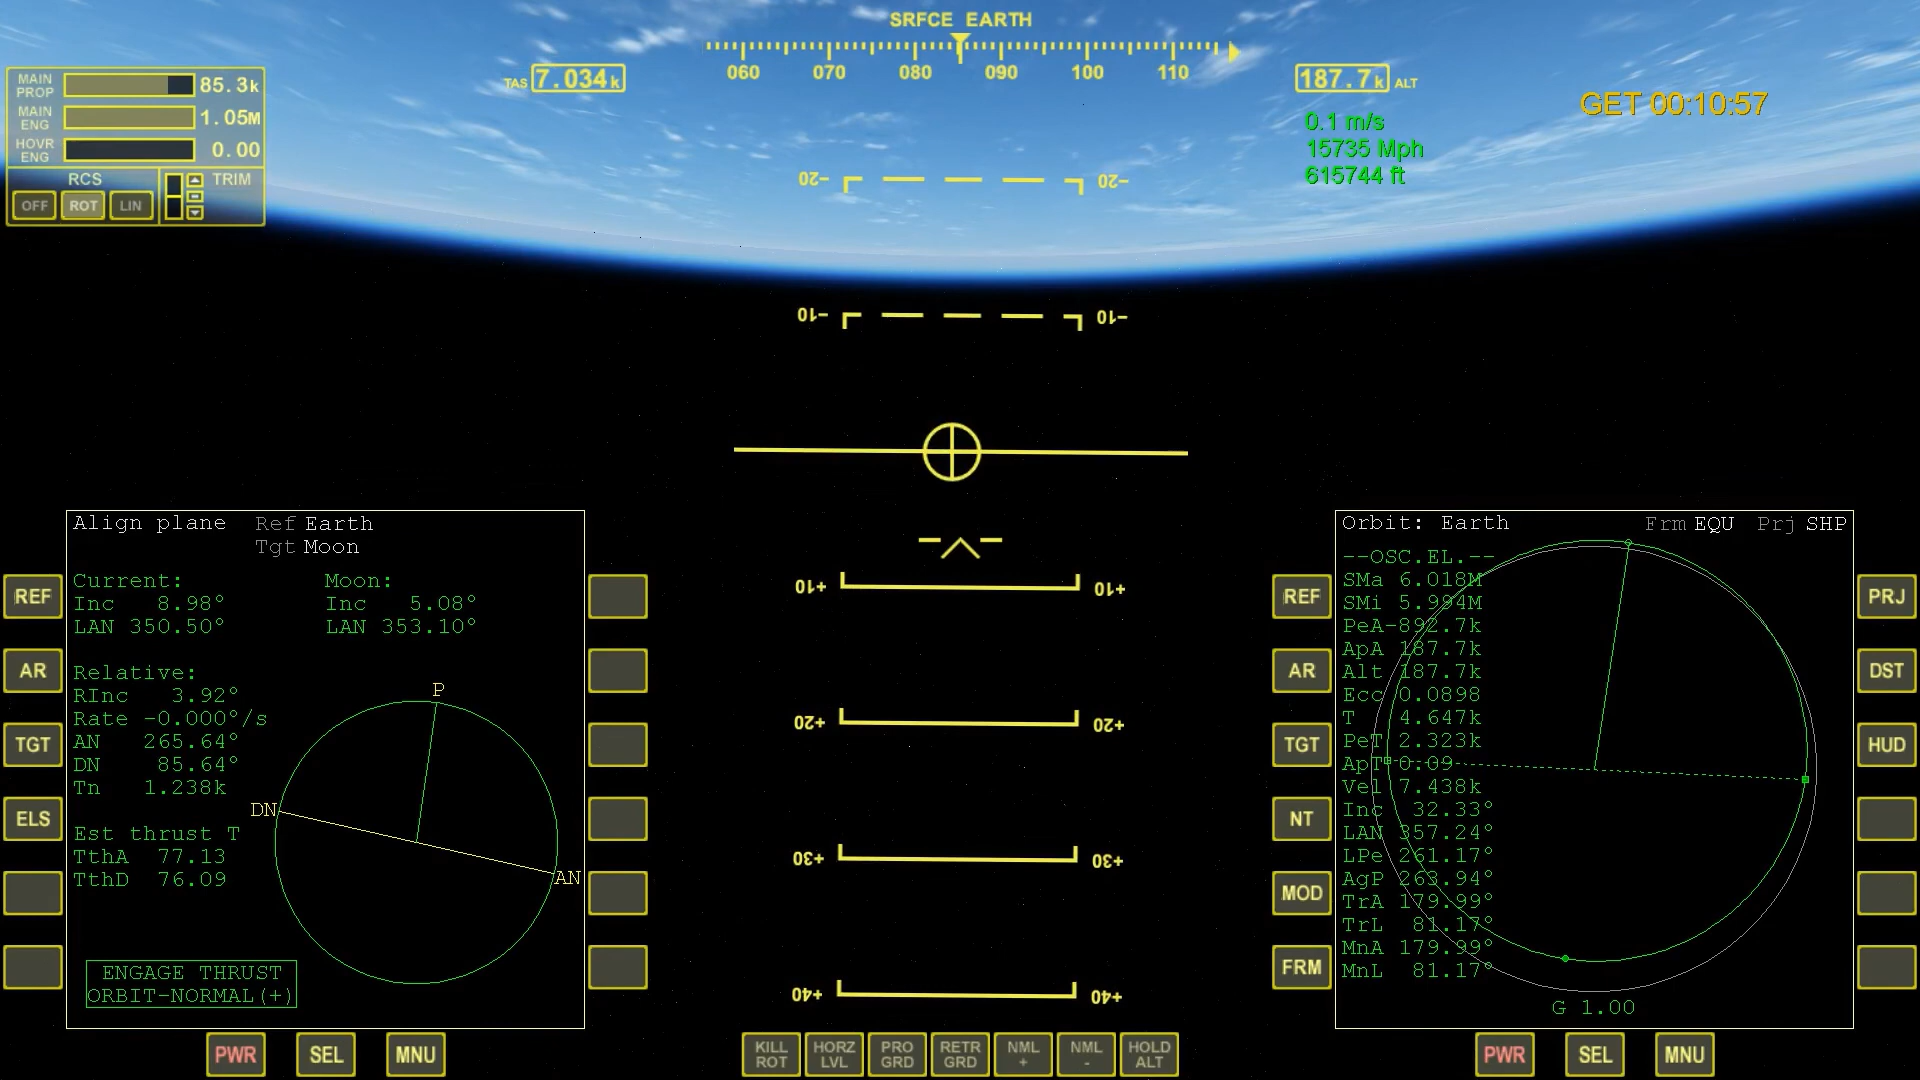 SRFCE EARTH
060 070 080 090 100 110
TAS 7.034k
187.7k ALT
MAIN PROP 85.3k
MAIN ENG 1.05M
HOVR ENG 0.00
RCS TRIM
OFF ROT LIN
GET 00:10:57
0.1 m/s
15735 Mph
615744 ft
-20 -20
-10 -10
+10 +10
+20 +20
+30 +30
+40 +40
Align plane Ref Earth
Tgt Moon
Current: Moon:
Inc 8.98° Inc 5.08°
LAN 350.50° LAN 353.10°
Relative:
RInc 3.92°
Rate -0.000°/s
AN 265.64°
DN 85.64°
Tn 1.238k
Est thrust T
TthA 77.13
TthD 76.09
P
DN
AN
ENGAGE THRUST
ORBIT-NORMAL(+)
REF
AR
TGT
ELS
PWR SEL MNU
KILL ROT
HORZ LVL
PRO GRD
RETR GRD
NML +
NML -
HOLD ALT
Orbit: Earth Frm EQU Prj SHP
--OSC.EL.--
SMa 6.018M
SMi 5.994M
PeA-892.7k
ApA 187.7k
Alt 187.7k
Ecc 0.0898
T 4.647k
PeT 2.323k
ApT 0.09
Vel 7.438k
Inc 32.33°
LAN 357.24°
LPe 261.17°
AgP 263.94°
TrA 179.99°
TrL 81.17°
MnA 179.99°
MnL 81.17°
G 1.00
REF
AR
TGT
NT
MOD
FRM
PRJ
DST
HUD
PWR SEL MNU